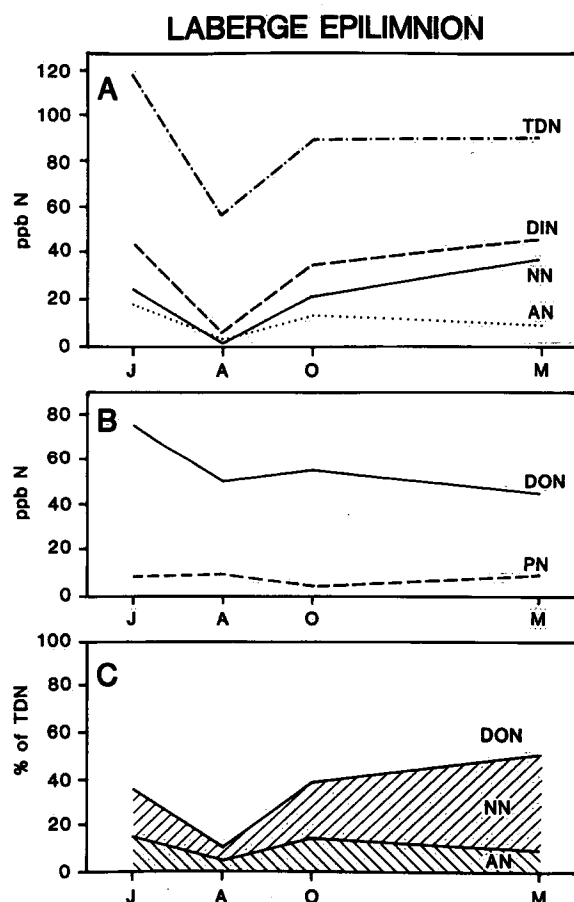 LABERGE EPILIMNION
A
ppb N
120
100
80
60
40
20
0
TDN
DIN
NN
AN
J A O M
B
ppb N
80
60
40
20
0
DON
PN
J A O M
C
% of TDN
100
80
60
40
20
0
DON
NN
AN
J A O M